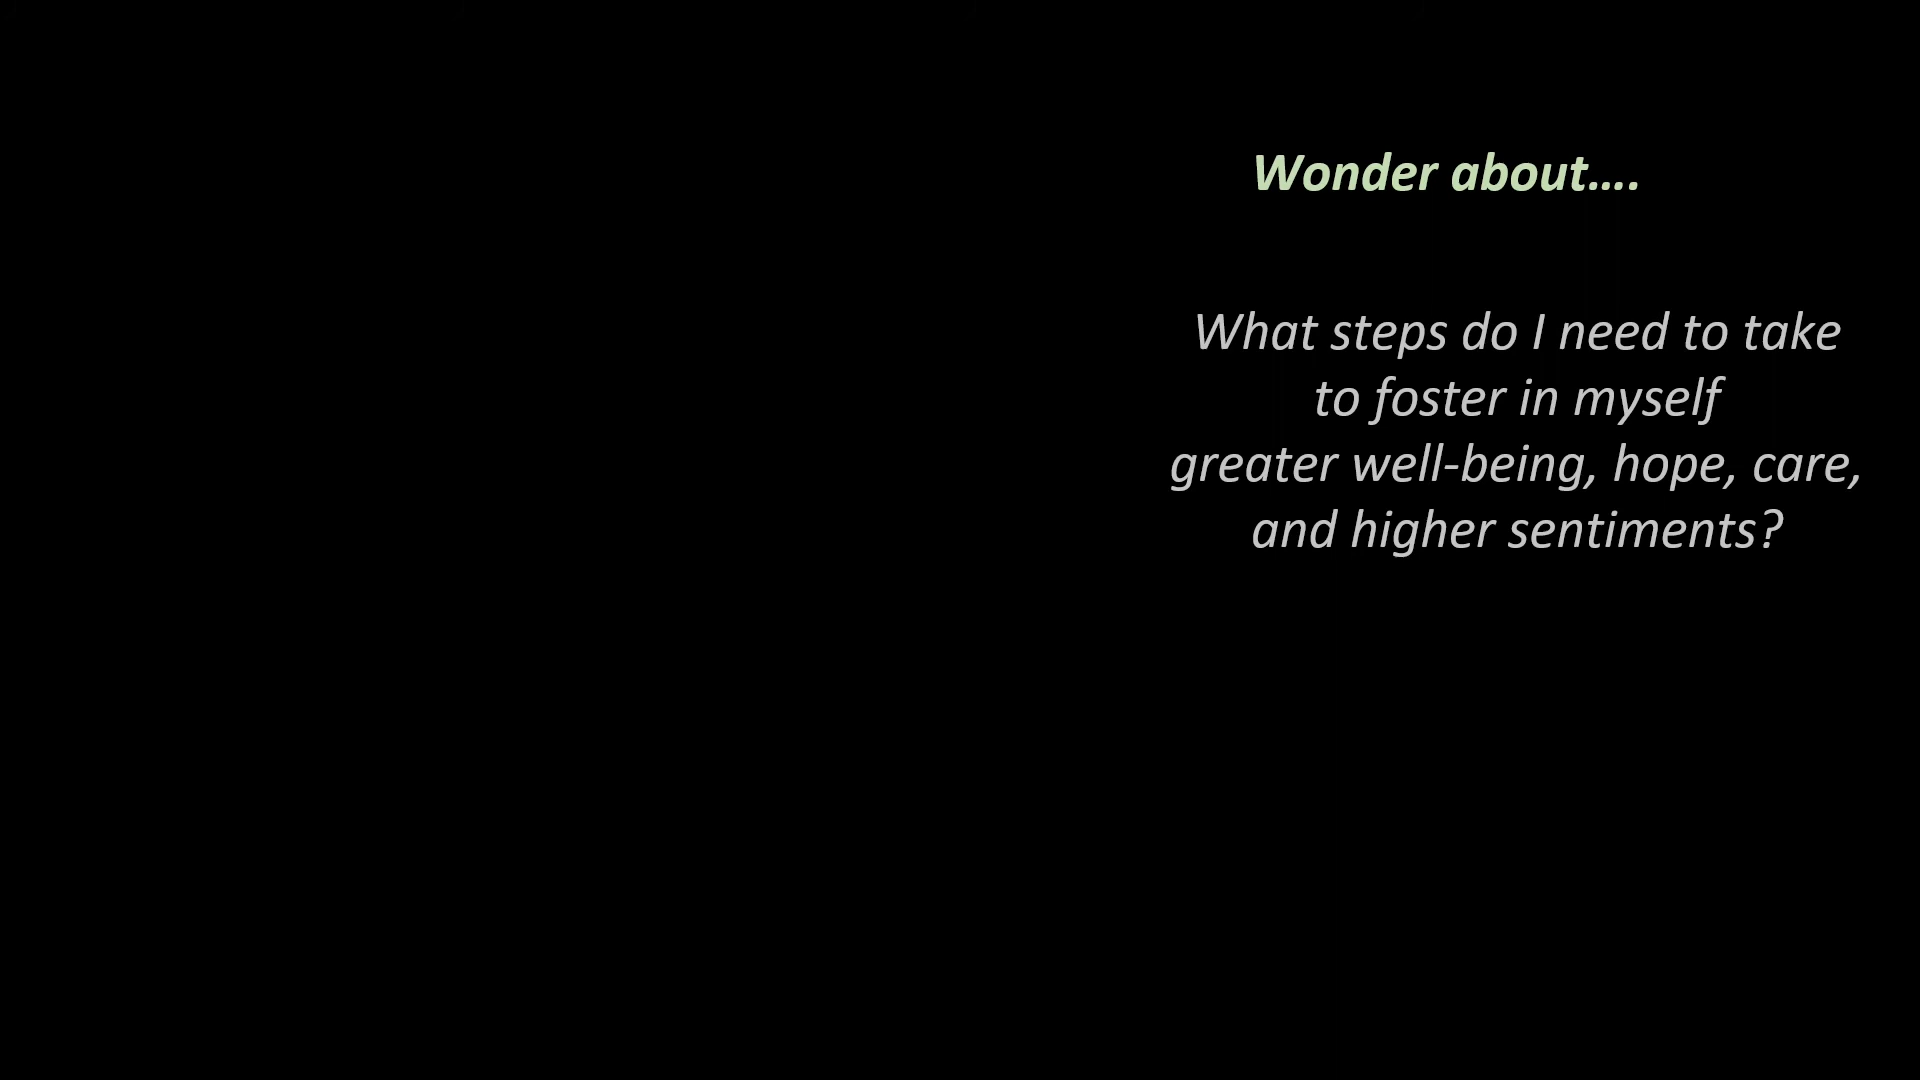 Wonder about....
What steps do I need to take
to foster in myself
greater well-being, hope, care,
and higher sentiments?